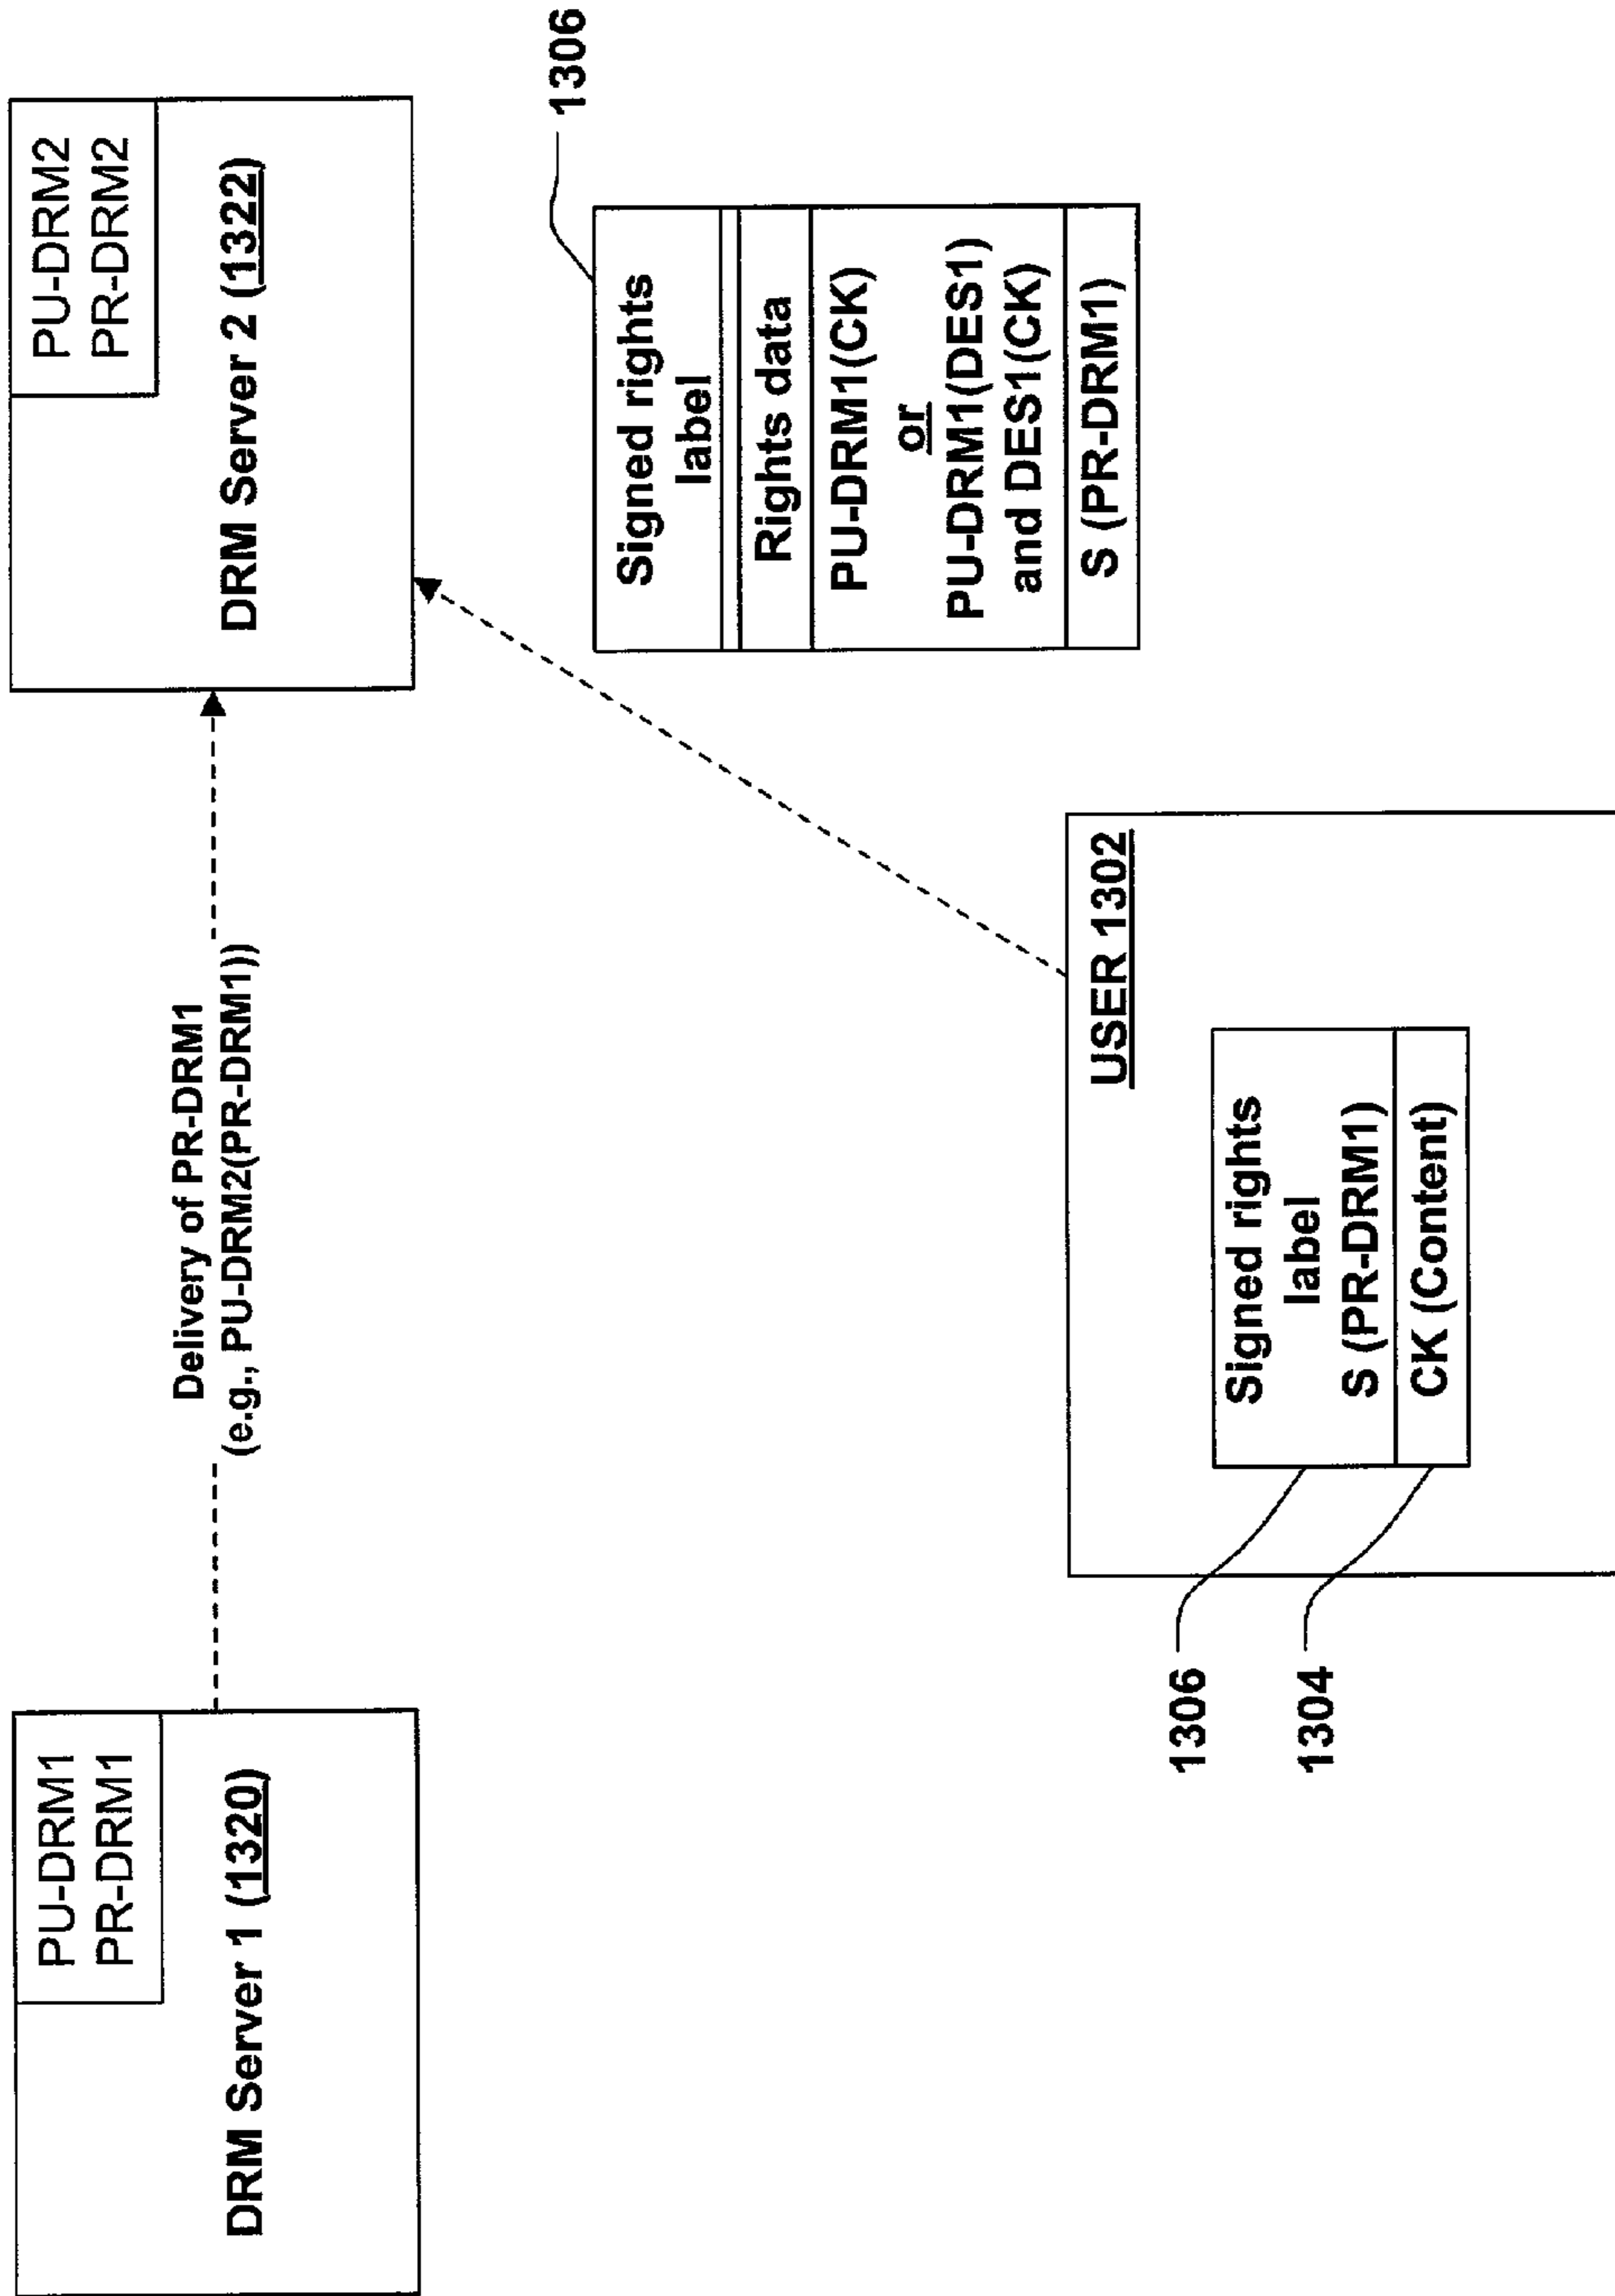 PU-DRM1
PR-DRM1
DRM Server 1 (1320)
Delivery of PR-DRM1
(e.g., PU-DRM2(PR-DRM1))
PU-DRM2
PR-DRM2
DRM Server 2 (1322)
1306
Signed rights
label
Rights data
PU-DRM1(CK)
or
PU-DRM1(DES1)
and DES1(CK)
S (PR-DRM1)
USER 1302
Signed rights
label
S (PR-DRM1)
CK (Content)
1306
1304